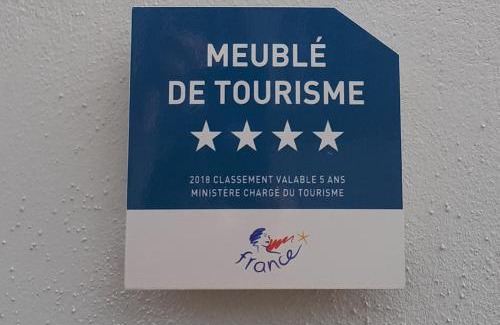 MEUBLÉ
DE TOURISME
★ ★ ★ ★
2018 CLASSEMENT VALABLE 5 ANS
MINISTÈRE CHARGÉ DU TOURISME
france